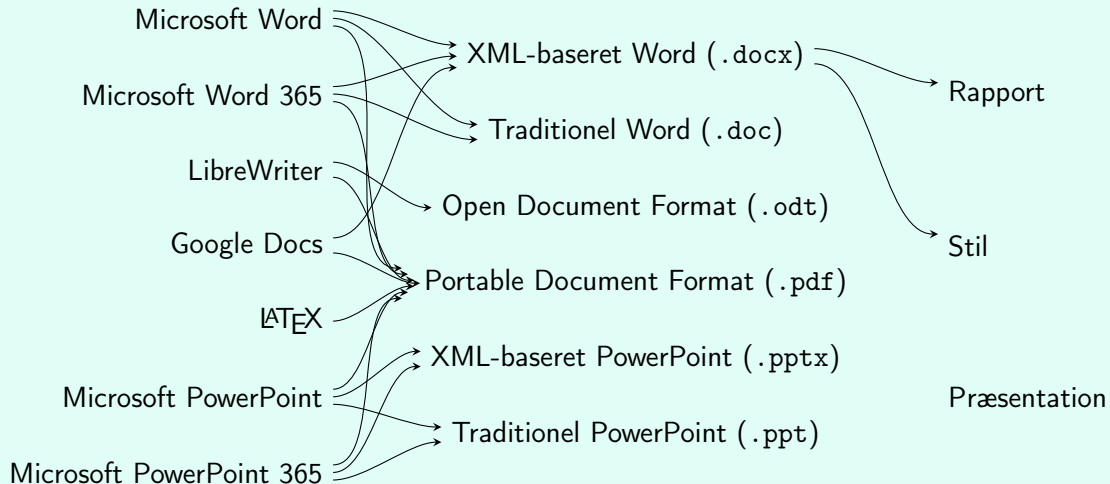 Microsoft Word
Microsoft Word 365
LibreWriter
Google Docs
LATEX
Microsoft PowerPoint
Microsoft PowerPoint 365
XML-baseret Word (.docx)
Traditionel Word (.doc)
Open Document Format (.odt)
Portable Document Format (.pdf)
XML-baseret PowerPoint (.pptx)
Traditionel PowerPoint (.ppt)
Rapport
Stil
Præsentation